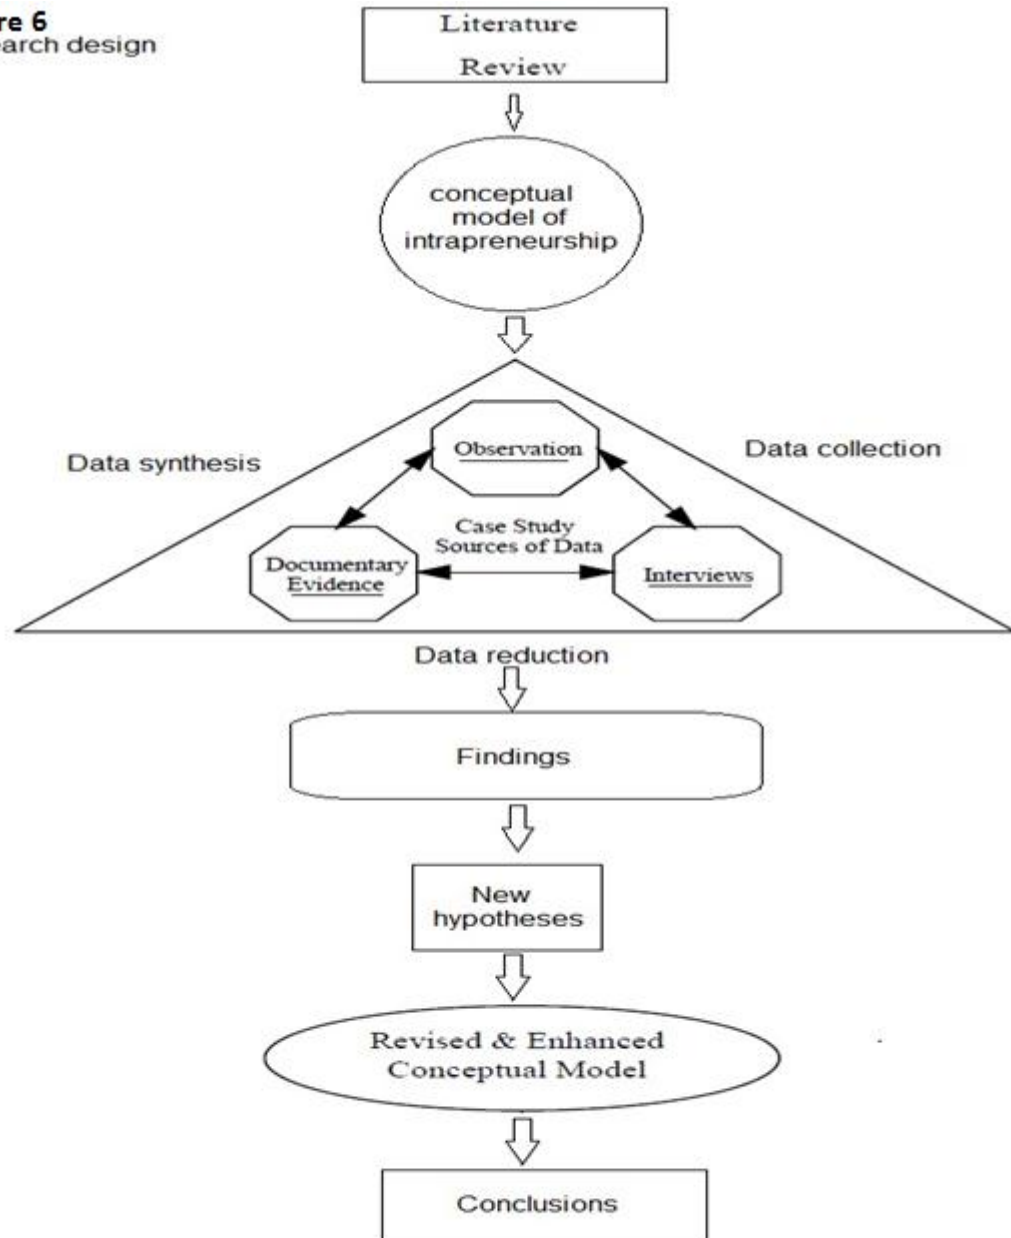 re 6
earch design
Literature
Review
conceptual
model of
intrapreneurship
Data synthesis
Data collection
Observation
Case Study
Sources of Data
Documentary
Evidence
Interviews
Data reduction
Findings
New
hypotheses
Revised & Enhanced
Conceptual Model
Conclusions